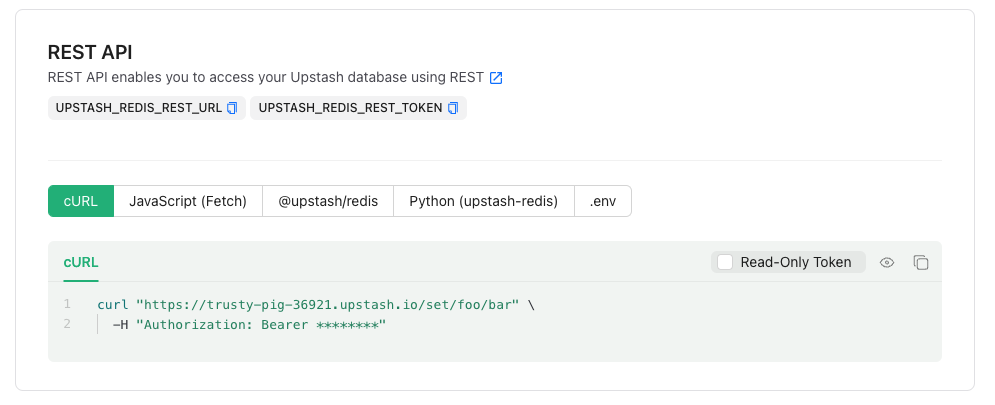 REST API
REST API enables you to access your Upstash database using REST
UPSTASH_REDIS_REST_URL UPSTASH_REDIS_REST_TOKEN
cURL JavaScript (Fetch) @upstash/redis Python (upstash-redis) .env
cURL Read-Only Token
1 curl "https://trusty-pig-36921.upstash.io/set/foo/bar" \
2 -H "Authorization: Bearer ********"